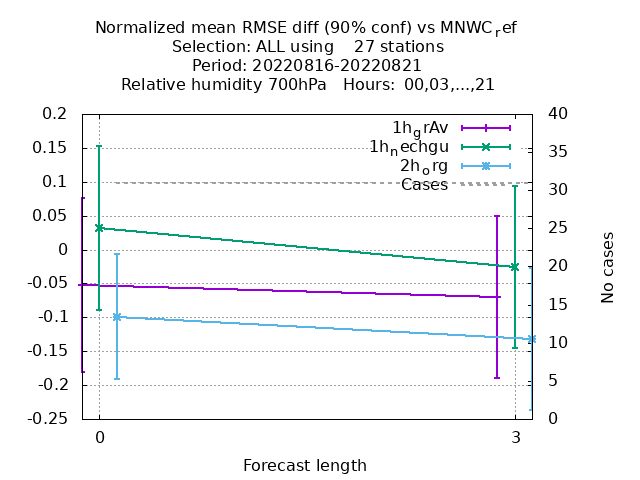 Normalized mean RMSE diff (90% conf) vs MNWC_ref
Selection: ALL using    27 stations
Period: 20220816-20220821
Relative humidity 700hPa   Hours: 00,03,...,21
0.2
0.15
0.1
0.05
0
-0.05
-0.1
-0.15
-0.2
-0.25
40
35
30
25
20
15
10
5
0
1h_grAv
1h_nechgu
2h_org
Cases
No cases
0
3
Forecast length